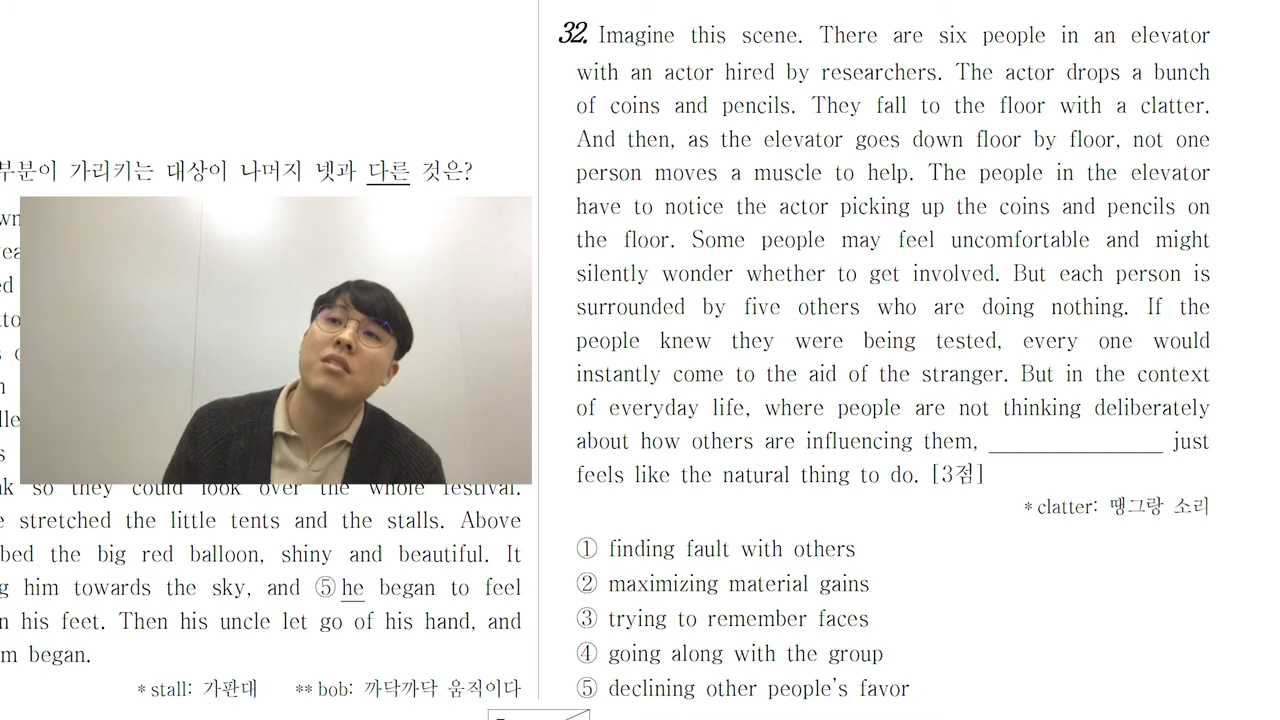 부분이 가리키는 대상이 나머지 넷과 다른 것은?
so they could look over the whole festival.
stretched the little tents and the stalls. Above
the big red balloon, shiny and beautiful. It
him towards the sky, and ⑤ he began to feel
his feet. Then his uncle let go of his hand, and
began.
* stall: 가판대 ** bob: 까닥까닥 움직이다
32. Imagine this scene. There are six people in an elevator
with an actor hired by researchers. The actor drops a bunch
of coins and pencils. They fall to the floor with a clatter.
And then, as the elevator goes down floor by floor, not one
person moves a muscle to help. The people in the elevator
have to notice the actor picking up the coins and pencils on
the floor. Some people may feel uncomfortable and might
silently wonder whether to get involved. But each person is
surrounded by five others who are doing nothing. If the
people knew they were being tested, every one would
instantly come to the aid of the stranger. But in the context
of everyday life, where people are not thinking deliberately
about how others are influencing them, ______________ just
feels like the natural thing to do. [3점]
* clatter: 땡그랑 소리
① finding fault with others
② maximizing material gains
③ trying to remember faces
④ going along with the group
⑤ declining other people's favor